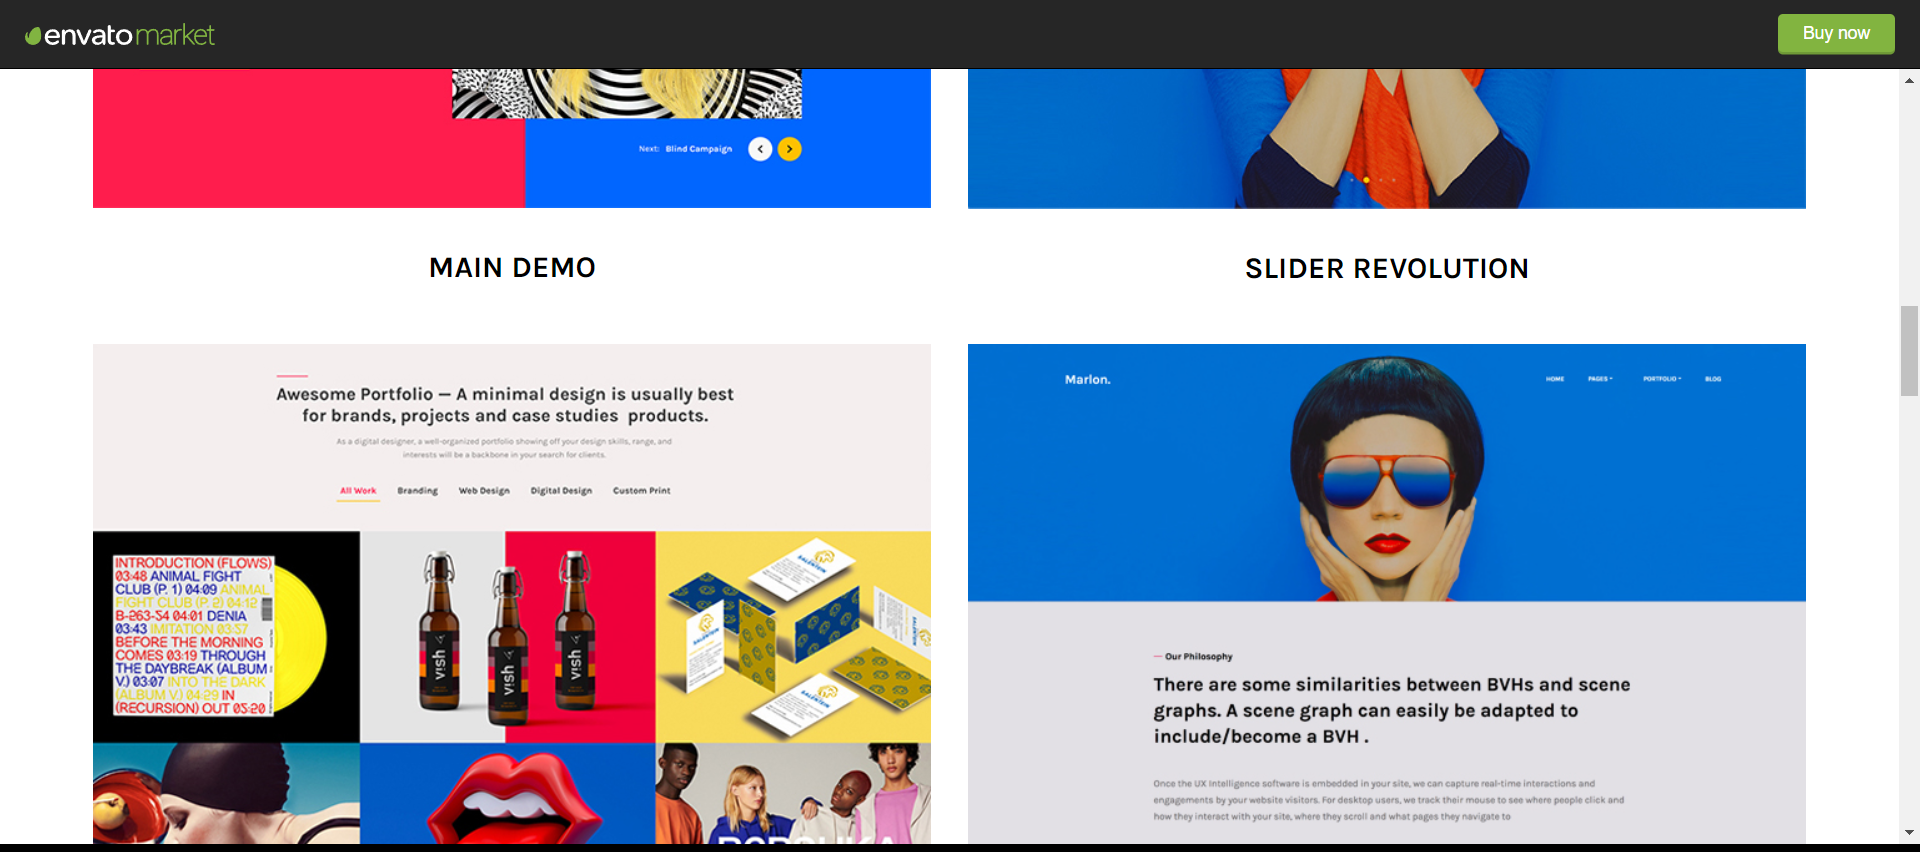 envato market
Buy now
Next: Blind Campaign
MAIN DEMO
SLIDER REVOLUTION
Awesome Portfolio — A minimal design is usually best
for brands, projects and case studies products.
As a digital designer, a well-organized portfolio showing off your design skills, range, and
interests will be a backbone in your search for clients.
All Work Branding Web Design Digital Design Custom Print
INTRODUCTION (FLOWS)
03:48 ANIMAL FIGHT
CLUB (P. 1) 04:09 ANIMAL
FIGHT CLUB (P. 2) 04:12
B-263-54 04:01 DENIA
03:43 IMITATION 03:57
BEFORE THE MORNING
COMES 03:19 THROUGH
THE DAYBREAK (ALBUM
V.) 03:07 INTO THE DARK
(ALBUM V.) 04:29 IN
(RECURSION) OUT 05:20
vish
vish
vish
SALENTEIN
SALENTEIN
SALENTEIN
Marlon.
HOME PAGES PORTFOLIO BLOG
Our Philosophy
There are some similarities between BVHs and scene
graphs. A scene graph can easily be adapted to
include/become a BVH .
Once the UX Intelligence software is embedded in your site, we can capture real-time interactions and
engagements by your website visitors. For desktop users, we track their mouse to see where people click and
how they interact with your site, where they scroll and what pages they navigate to